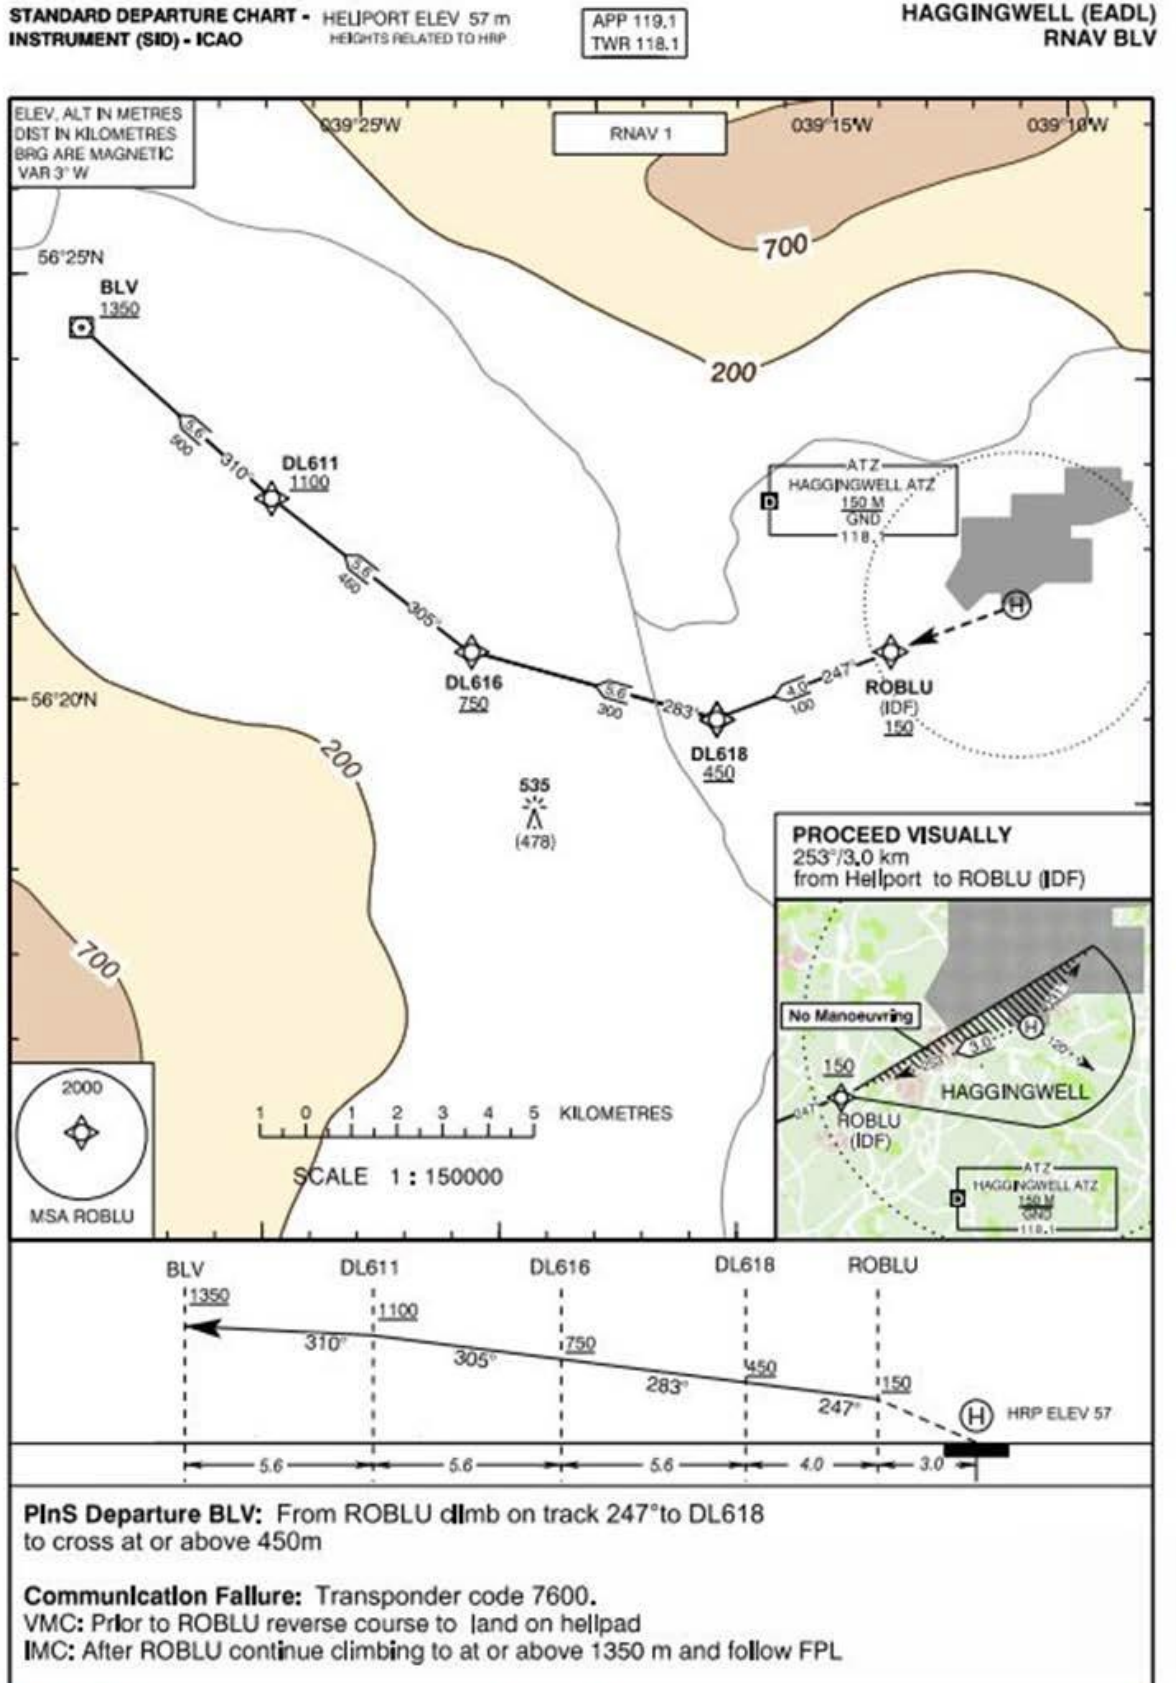 STANDARD DEPARTURE CHART - HELIPORT ELEV 57 m
INSTRUMENT (SID) - ICAO HEIGHTS RELATED TO HRP
APP 119.1
TWR 118.1
HAGGINGWELL (EADL)
RNAV BLV
ELEV, ALT IN METRES
DIST IN KILOMETRES
BRG ARE MAGNETIC
VAR 3° W
039°25'W
RNAV 1
039°15'W
039°10'W
700
56°25'N
BLV
1350
200
5.6
500
310°
DL611
1100
ATZ
HAGGINGWELL ATZ
150 M
GND
118.1
D
5.6
450
305°
H
DL616
750
5.6
300
283°
4.0
100
247°
ROBLU
(IDF)
150
56°20'N
DL618
450
200
535
(478)
PROCEED VISUALLY
253°/3.0 km
from Heliport to ROBLU (IDF)
700
No Manoeuvring
031°
H
3.0
253°
120°
150
HAGGINGWELL
247°
ROBLU
(IDF)
ATZ
HAGGINGWELL ATZ
150 M
GND
118.1
D
2000
MSA ROBLU
1 0 1 2 3 4 5 KILOMETRES
SCALE 1 : 150000
BLV DL611 DL616 DL618 ROBLU
1350
1100
750
450
150
310°
305°
283°
247°
H HRP ELEV 57
5.6 5.6 5.6 4.0 3.0
PinS Departure BLV: From ROBLU climb on track 247°to DL618
to cross at or above 450m
Communication Failure: Transponder code 7600.
VMC: Prior to ROBLU reverse course to land on helipad
IMC: After ROBLU continue climbing to at or above 1350 m and follow FPL